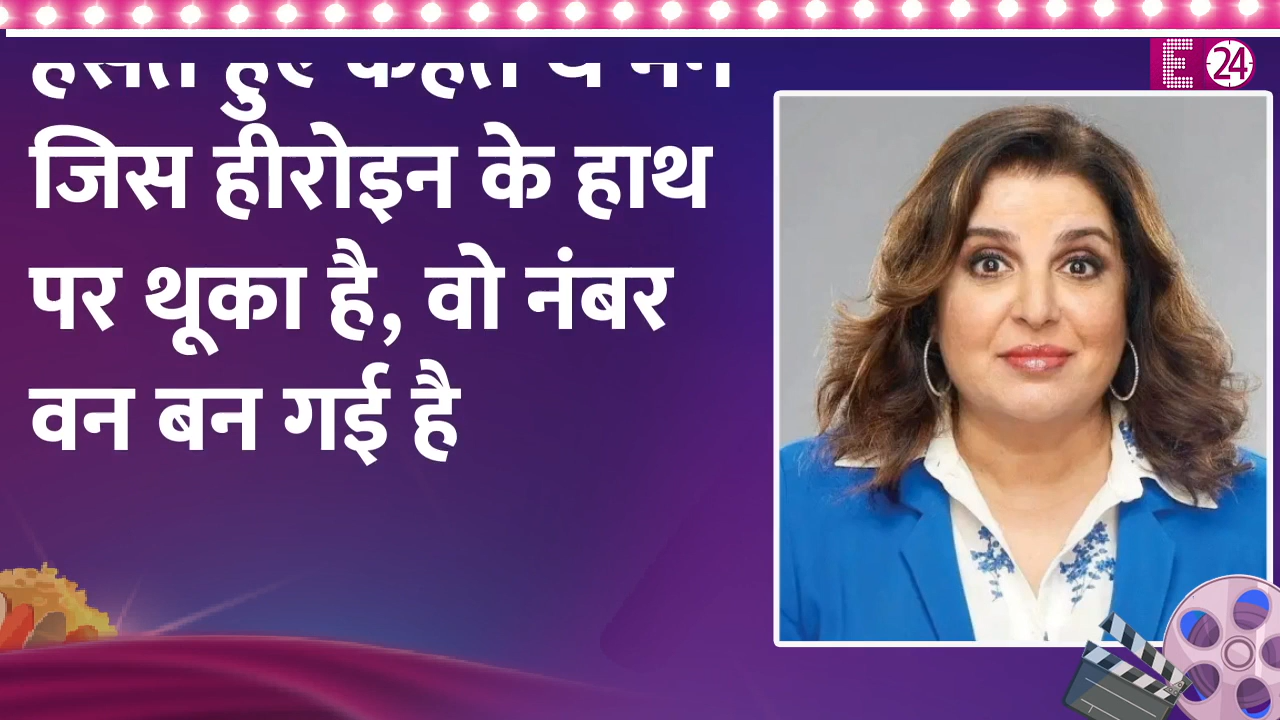 जिस हीरोइन के हाथ
पर थूका है, वो नंबर
वन बन गई है
E 24